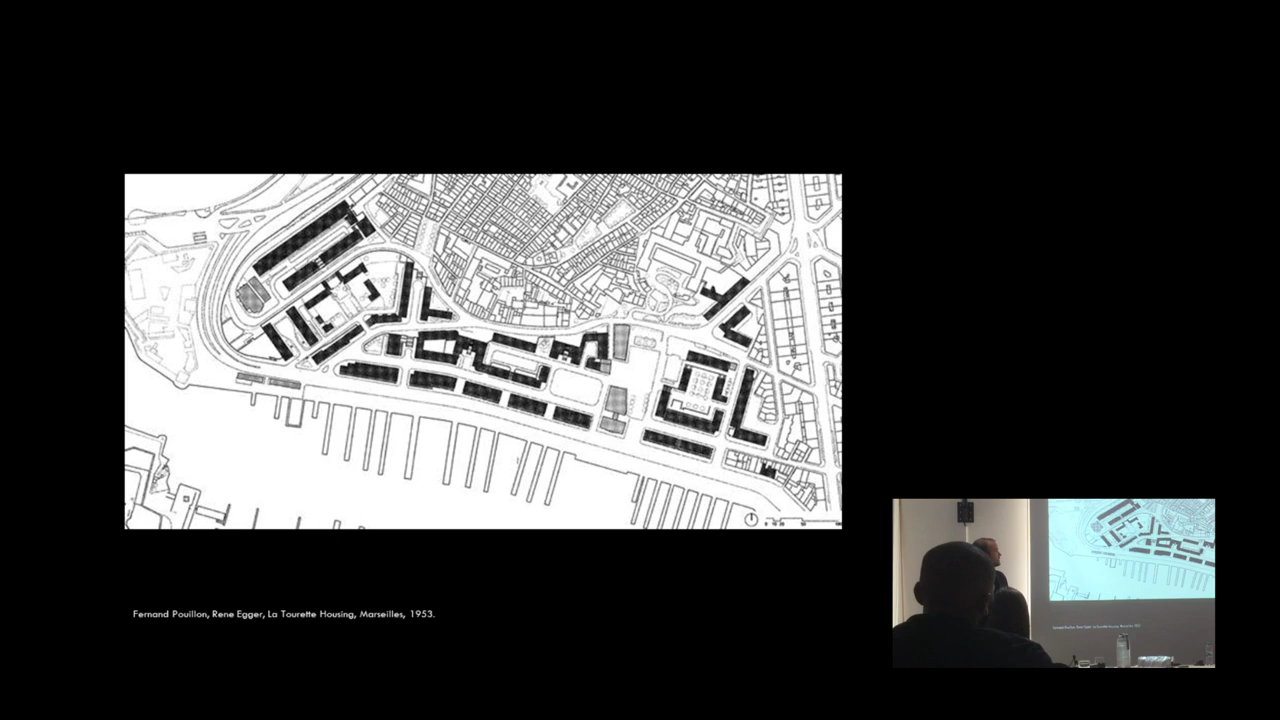 Fernand Pouillon, Rene Egger, La Tourette Housing, Marseilles, 1953.